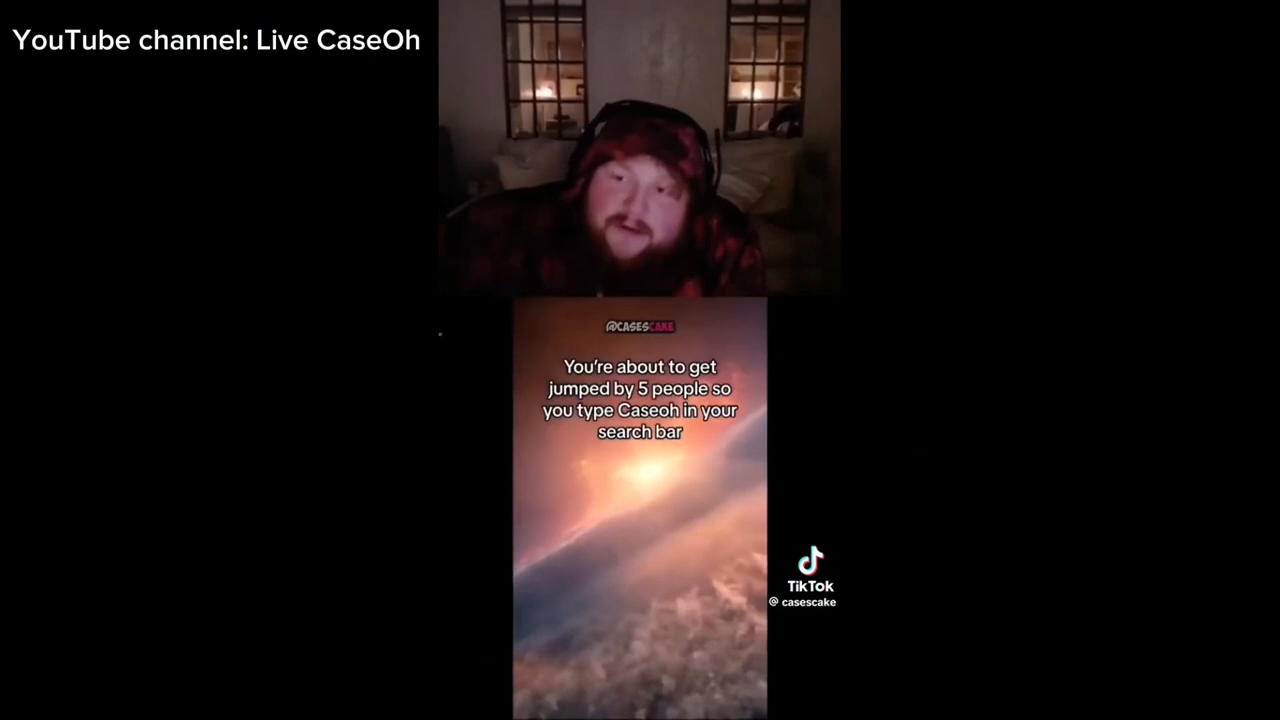 YouTube channel: Live CaseOh
@CASESCAKE
You're about to get
jumped by 5 people so
you type Caseoh in your
search bar
TikTok
@ casescake